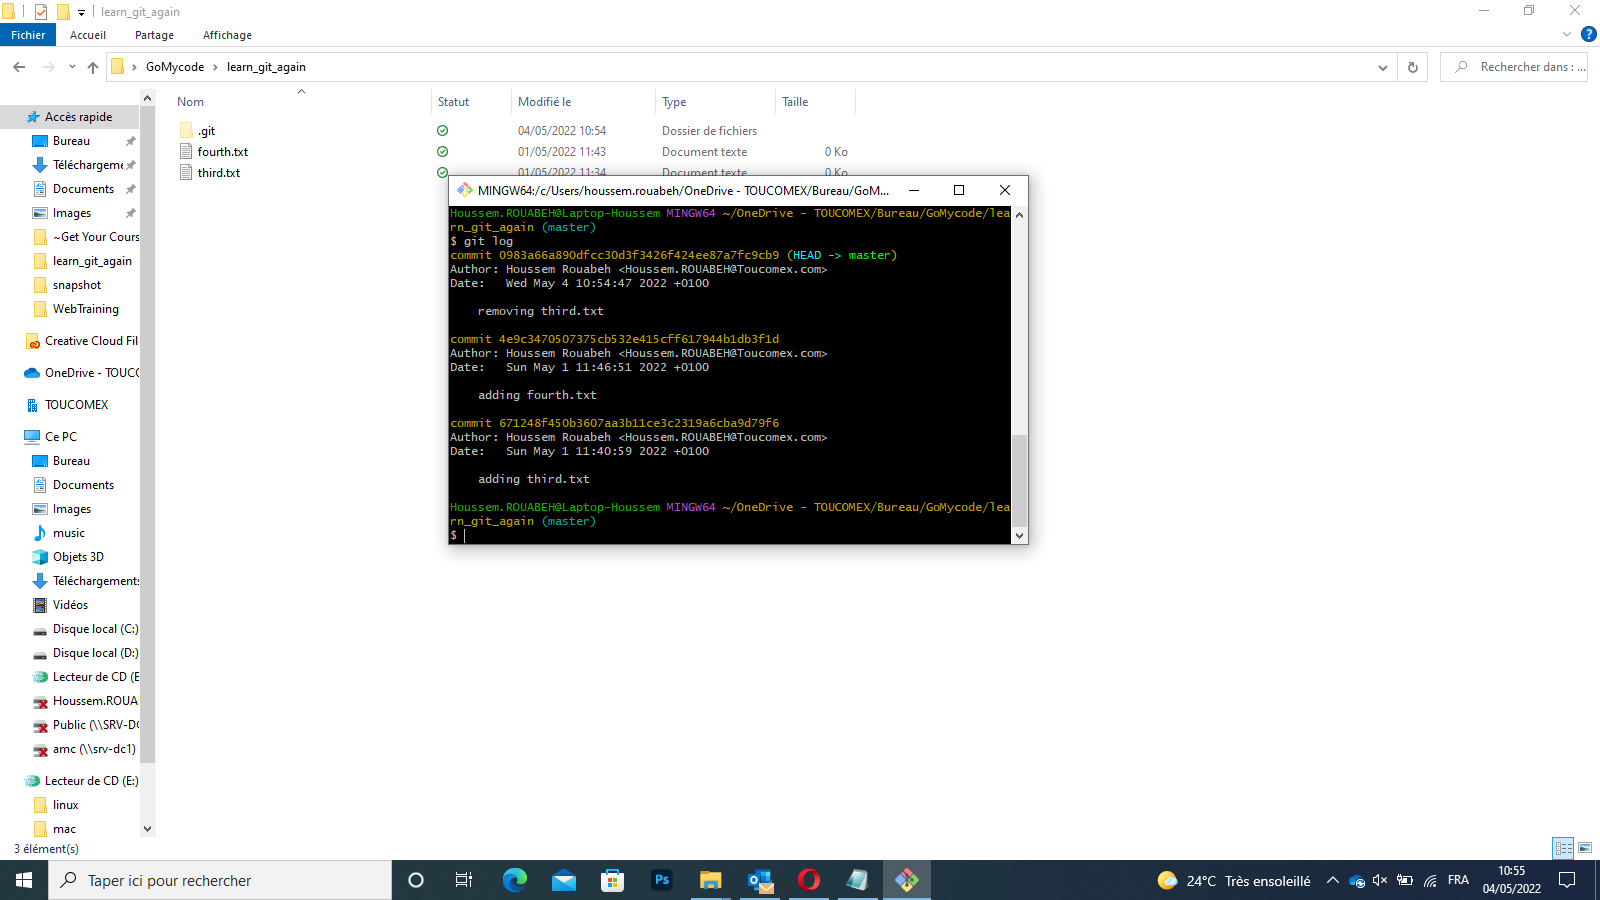 learn_git_again
Fichier
Accueil
Partage
Affichage
GoMycode
learn_git_again
Rechercher dans : ...
Nom
Statut
Modifié le
Type
Taille
.git
04/05/2022 10:54
Dossier de fichiers
fourth.txt
01/05/2022 11:43
Document texte
0 Ko
third.txt
01/05/2022 11:34
Document texte
0 Ko
Accès rapide
Bureau
Téléchargeme
Documents
Images
~Get Your Cours
learn_git_again
snapshot
WebTraining
Creative Cloud Fil
OneDrive - TOUCO
TOUCOMEX
Ce PC
Bureau
Documents
Images
music
Objets 3D
Téléchargements
Vidéos
Disque local (C:)
Disque local (D:)
Lecteur de CD (E
Houssem.ROUA
Public (\\SRV-DC
amc (\\srv-dc1)
Lecteur de CD (E:)
linux
mac
3 élément(s)
MINGW64:/c/Users/houssem.rouabeh/OneDrive - TOUCOMEX/Bureau/GoM...
Houssem.ROUABEH@Laptop-Houssem MINGW64 ~/OneDrive - TOUCOMEX/Bureau/GoMycode/lea
rn_git_again (master)
$ git log
commit 0983a66a890dfcc30d3f3426f424ee87a7fc9cb9 (HEAD -> master)
Author: Houssem Rouabeh <Houssem.ROUABEH@Toucomex.com>
Date:   Wed May 4 10:54:47 2022 +0100
removing third.txt
commit 4e9c3470507375cb532e415cff617944b1db3f1d
Author: Houssem Rouabeh <Houssem.ROUABEH@Toucomex.com>
Date:   Sun May 1 11:46:51 2022 +0100
adding fourth.txt
commit 671248f450b3607aa3b11ce3c2319a6cba9d79f6
Author: Houssem Rouabeh <Houssem.ROUABEH@Toucomex.com>
Date:   Sun May 1 11:40:59 2022 +0100
adding third.txt
Houssem.ROUABEH@Laptop-Houssem MINGW64 ~/OneDrive - TOUCOMEX/Bureau/GoMycode/lea
rn_git_again (master)
$
Taper ici pour rechercher
Ps
24°C Très ensoleillé
FRA
10:55
04/05/2022